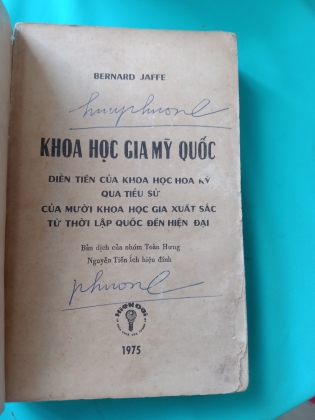 BERNARD JAFFE
KHOA HỌC GIA MỸ QUỐC
DIỄN TIẾN CỦA KHOA HỌC HOA KỲ
QUA TIỂU SỬ
CỦA MƯỜI KHOA HỌC GIA XUẤT SẮC
TỪ THỜI LẬP QUỐC ĐẾN HIỆN ĐẠI
Bản dịch của nhóm Toàn Hưng
Nguyễn Tiến Ích hiệu đính
1975